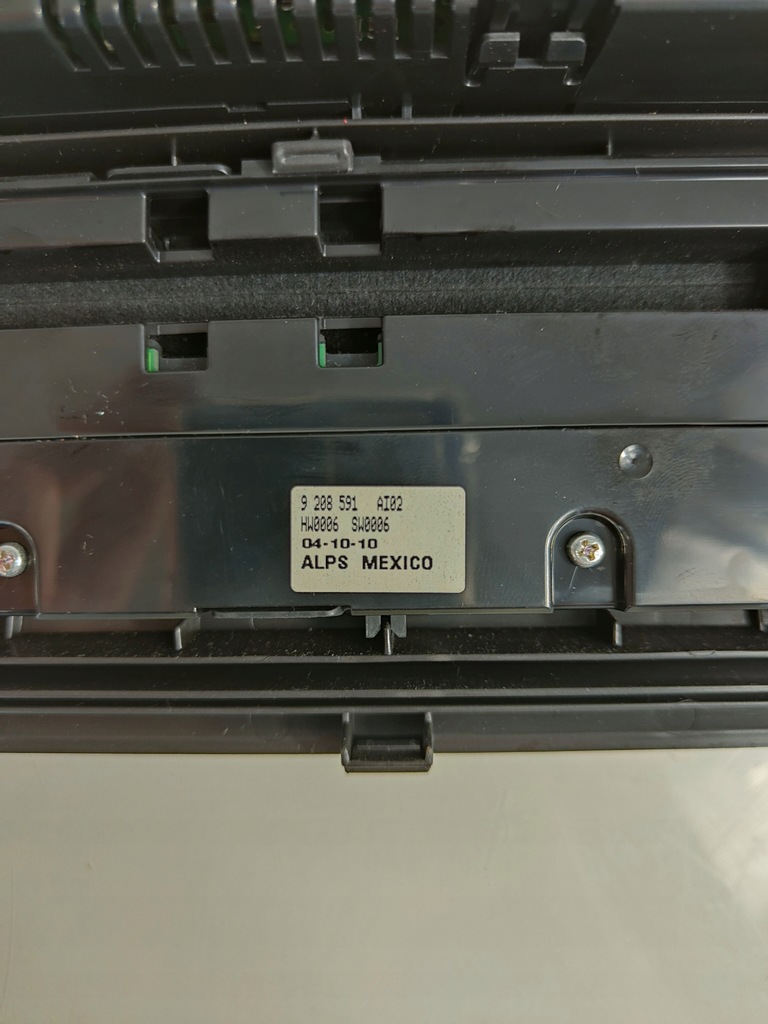 9 208 591 AI02
HW0006 SW0006
04-10-10
ALPS MEXICO